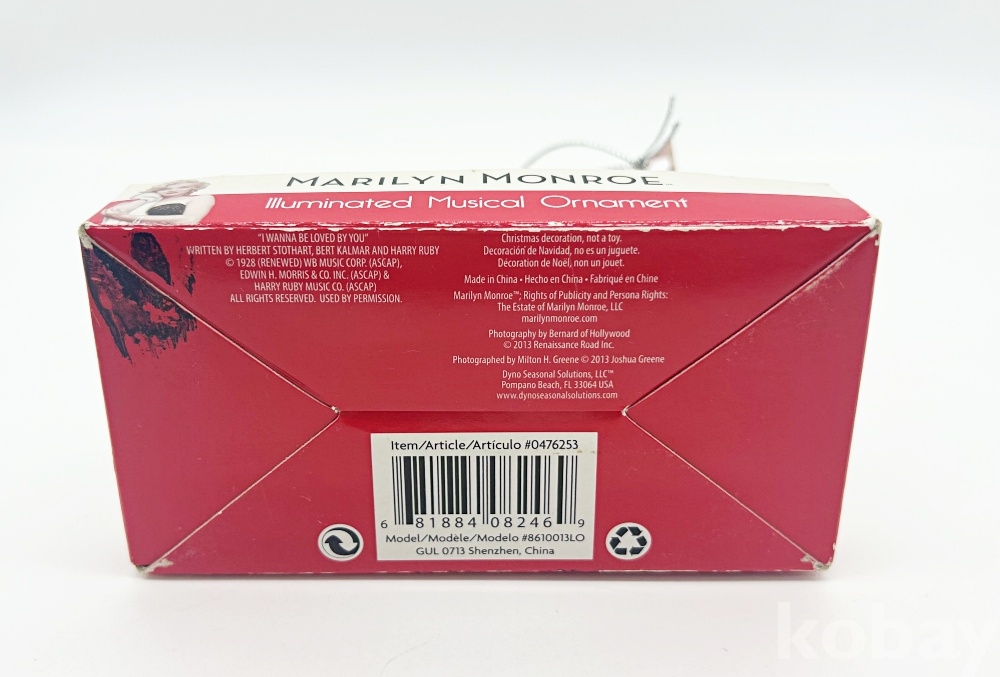 MARILYN MONROE™
Illuminated Musical Ornament
"I WANNA BE LOVED BY YOU"
WRITTEN BY HERBERT STOTHART, BERT KALMAR AND HARRY RUBY
© 1928 (RENEWED) WB MUSIC CORP. (ASCAP),
EDWIN H. MORRIS & CO. INC. (ASCAP) &
HARRY RUBY MUSIC CO. (ASCAP)
ALL RIGHTS RESERVED. USED BY PERMISSION.
Christmas decoration, not a toy.
Decoración de Navidad, no es un juguete.
Décoration de Noël, non un jouet.
Made in China • Hecho en China • Fabriqué en Chine
Marilyn Monroe™; Rights of Publicity and Persona Rights:
The Estate of Marilyn Monroe, LLC
marilynmonroe.com
Photography by Bernard of Hollywood
© 2013 Renaissance Road Inc.
Photographed by Milton H. Greene © 2013 Joshua Greene
Dyno Seasonal Solutions, LLC™
Pompano Beach, FL 33064 USA
www.dynoseasonalsolutions.com
Item/Article/Artículo #0476253
6 81884 08246 9
Model/Modèle/Modelo #8610013LO
GUL 0713 Shenzhen, China
kobay